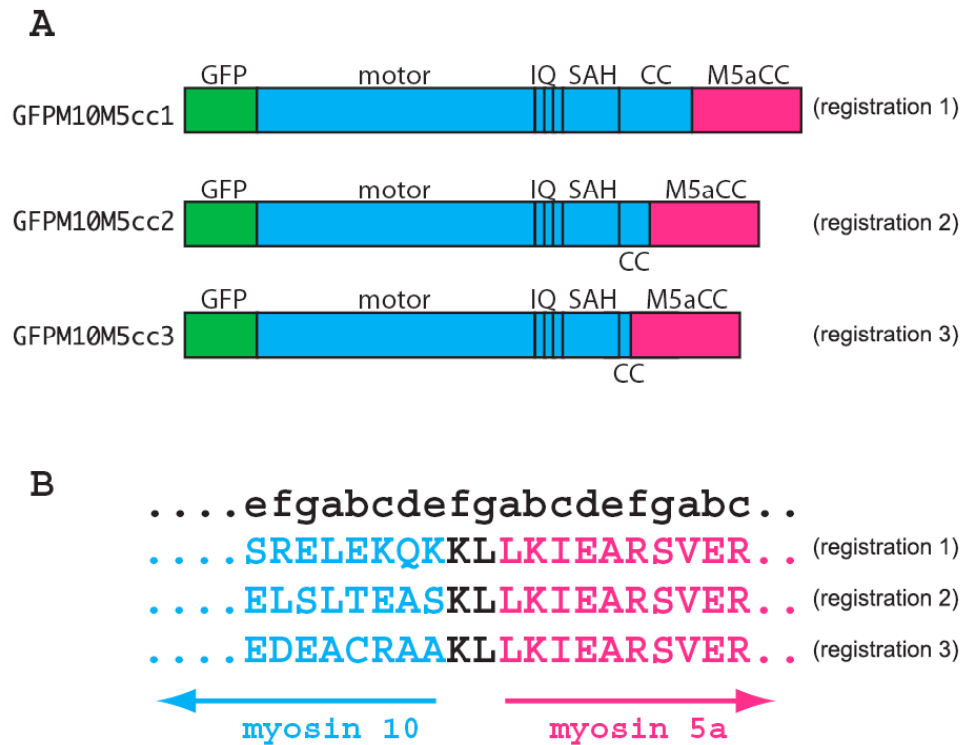 A
GFP motor IQ SAH CC M5aCC
GFPM10M5cc1 (registration 1)
GFP motor IQ SAH M5aCC
GFPM10M5cc2 (registration 2)
CC
GFP motor IQ SAH M5aCC
GFPM10M5cc3 (registration 3)
CC
B
....efgabcdefgabcdefgabc..
....SRELEKQKKLLKIEARSVER.. (registration 1)
....ELSLTEASKLLKIEARSVER.. (registration 2)
....EDEACRAAKLLKIEARSVER.. (registration 3)
myosin 10 myosin 5a